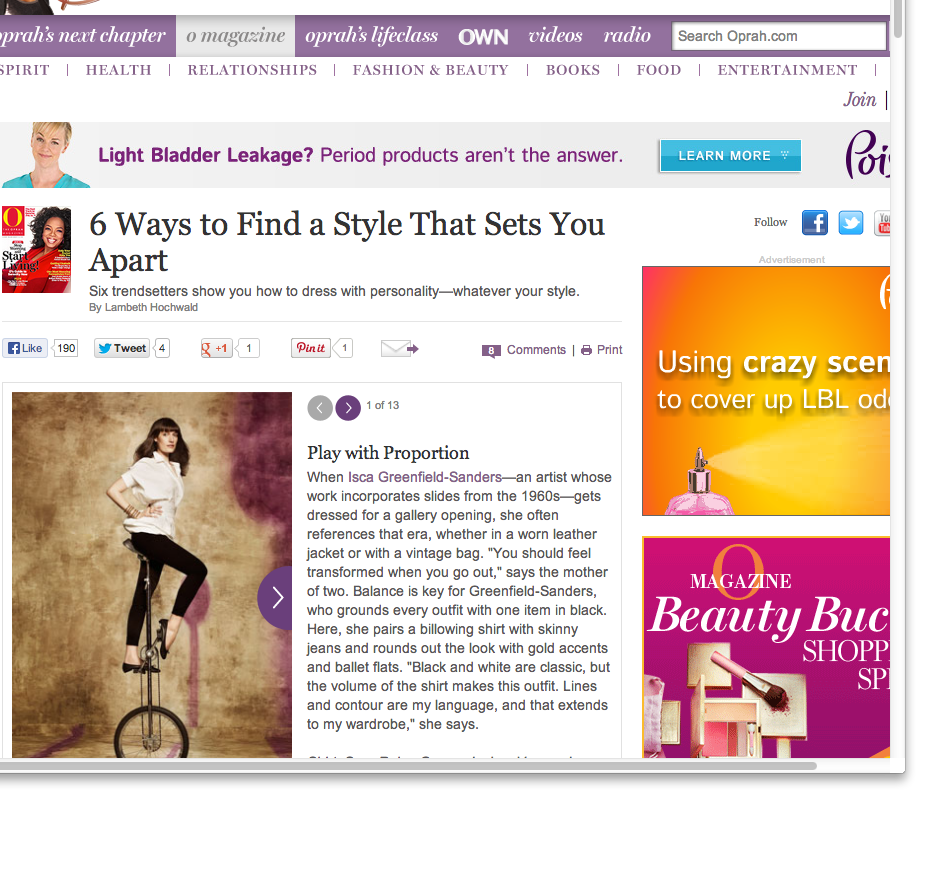 oprah's next chapter
o magazine
oprah's lifeclass
OWN
videos
radio
Search Oprah.com
SPIRIT | HEALTH | RELATIONSHIPS | FASHION & BEAUTY | BOOKS | FOOD | ENTERTAINMENT |
Join |
Light Bladder Leakage? Period products aren't the answer.
LEARN MORE
Pois
O
Start
Living!
6 Ways to Find a Style That Sets You
Apart
Six trendsetters show you how to dress with personality—whatever your style.
By Lambeth Hochwald
Follow
You
Tub
Like 190
Tweet 4
+1 1
Pin it 1
8 Comments | Print
Advertisement
Using crazy scen
to cover up LBL odo
1 of 13
Play with Proportion
When Isca Greenfield-Sanders—an artist whose
work incorporates slides from the 1960s—gets
dressed for a gallery opening, she often
references that era, whether in a worn leather
jacket or with a vintage bag. "You should feel
transformed when you go out," says the mother
of two. Balance is key for Greenfield-Sanders,
who grounds every outfit with one item in black.
Here, she pairs a billowing shirt with skinny
jeans and rounds out the look with gold accents
and ballet flats. "Black and white are classic, but
the volume of the shirt makes this outfit. Lines
and contour are my language, and that extends
to my wardrobe," she says.
O
MAGAZINE
Beauty Buc
SHOPP
SP